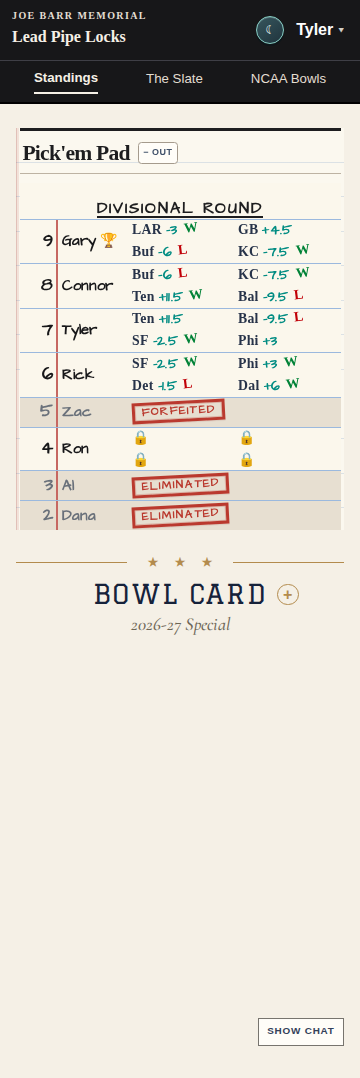 JOE BARR MEMORIAL
Lead Pipe Locks
Tyler ▾
Standings The Slate NCAA Bowls
Pick'em Pad – OUT
DIVISIONAL ROUND
9 Gary 🏆 LAR -3 W GB +4.5
Buf -6 L KC -7.5 W
8 Connor Buf -6 L KC -7.5 W
Ten +11.5 W Bal -9.5 L
7 Tyler Ten +11.5 Bal -9.5 L
SF -2.5 W Phi +3
6 Rick SF -2.5 W Phi +3 W
Det -1.5 L Dal +6 W
5 Zac FORFEITED
4 Ron 🔒 🔒
🔒 🔒
3 Al ELIMINATED
2 Dana ELIMINATED
★ ★ ★
BOWL CARD +
2026-27 Special
SHOW CHAT